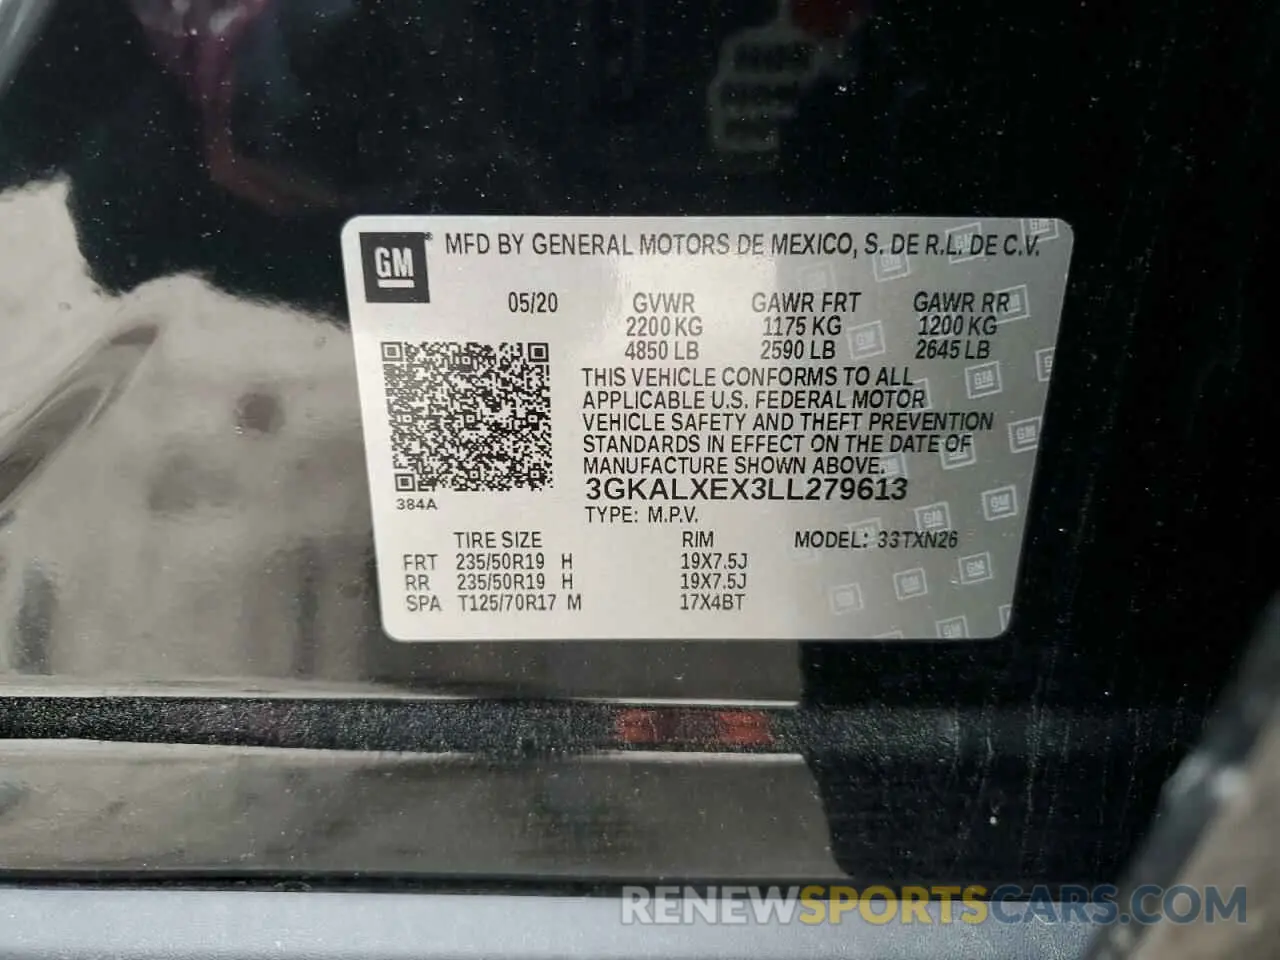 GM® MFD BY GENERAL MOTORS DE MEXICO, S. DE R.L. DE C.V.
05/20 GVWR GAWR FRT GAWR RR
2200 KG 1175 KG 1200 KG
4850 LB 2590 LB 2645 LB
THIS VEHICLE CONFORMS TO ALL
APPLICABLE U.S. FEDERAL MOTOR
VEHICLE SAFETY AND THEFT PREVENTION
STANDARDS IN EFFECT ON THE DATE OF
MANUFACTURE SHOWN ABOVE.
3GKALXEX3LL279613
384A
TYPE: M.P.V.
TIRE SIZE RIM MODEL: 33TXN26
FRT 235/50R19 H 19X7.5J
RR 235/50R19 H 19X7.5J
SPA T125/70R17 M 17X4BT
RENEWSPORTSCARS.COM